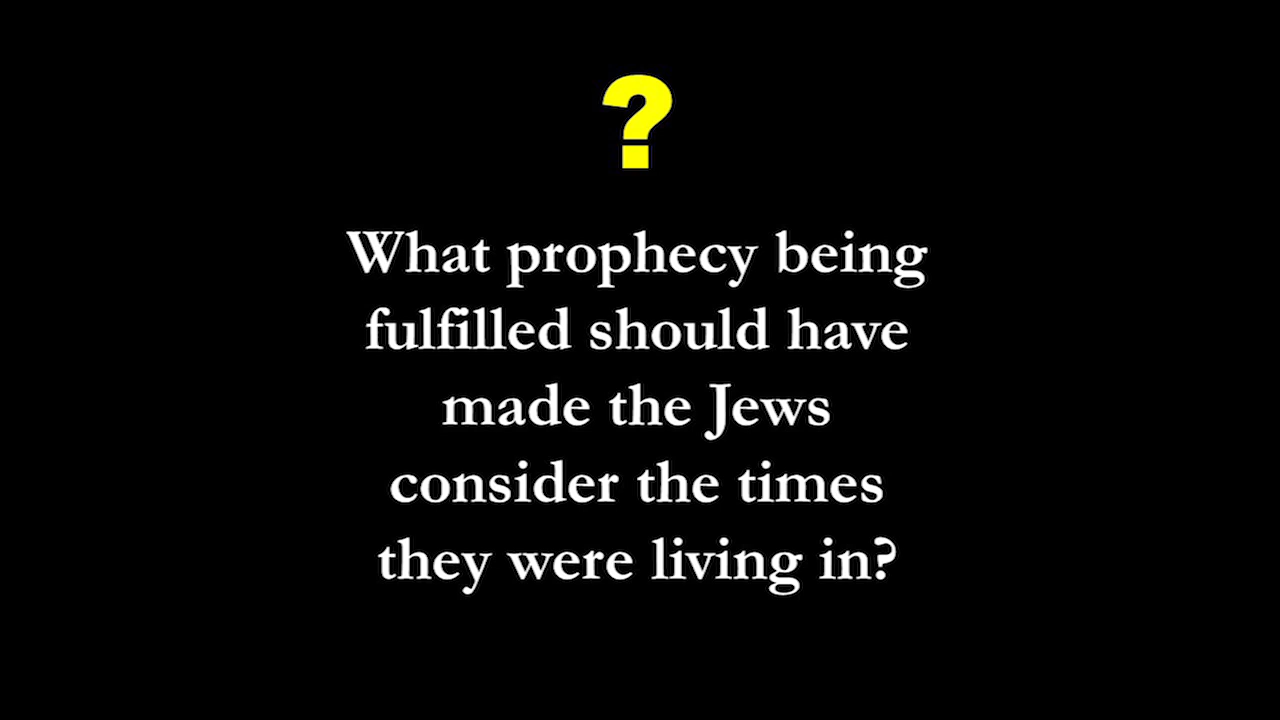 ?
What prophecy being
fulfilled should have
made the Jews
consider the times
they were living in?